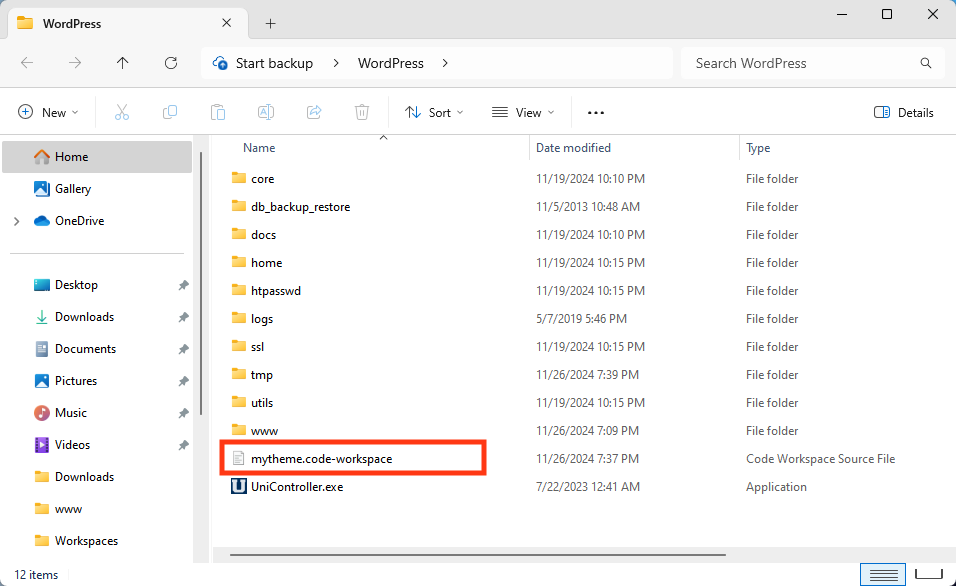 WordPress
Start backup > WordPress >
Search WordPress
New
Sort
View
Details
Home
Gallery
OneDrive
Desktop
Downloads
Documents
Pictures
Music
Videos
Downloads
www
Workspaces
Name Date modified Type
core 11/19/2024 10:10 PM File folder
db_backup_restore 11/5/2013 10:48 AM File folder
docs 11/19/2024 10:10 PM File folder
home 11/19/2024 10:15 PM File folder
htpasswd 11/19/2024 10:15 PM File folder
logs 5/7/2019 5:46 PM File folder
ssl 11/19/2024 10:15 PM File folder
tmp 11/26/2024 7:39 PM File folder
utils 11/19/2024 10:15 PM File folder
www 11/26/2024 7:09 PM File folder
mytheme.code-workspace 11/26/2024 7:37 PM Code Workspace Source File
UniController.exe 7/22/2023 12:41 AM Application
12 items